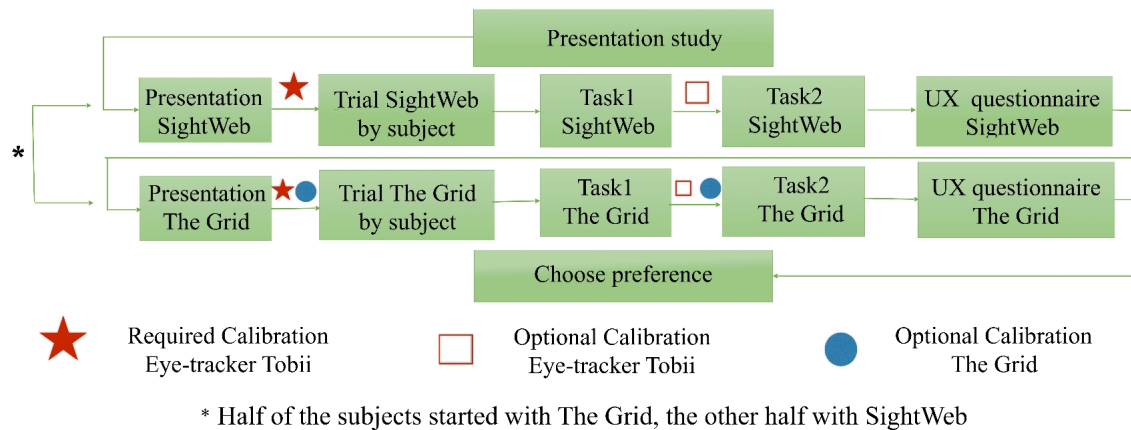 Presentation study
Presentation
SightWeb
Trial SightWeb
by subject
Task1
SightWeb
Task2
SightWeb
UX questionnaire
SightWeb
*
Presentation
The Grid
Trial The Grid
by subject
Task1
The Grid
Task2
The Grid
UX questionnaire
The Grid
Choose preference
Required Calibration
Eye-tracker Tobii
Optional Calibration
Eye-tracker Tobii
Optional Calibration
The Grid
* Half of the subjects started with The Grid, the other half with SightWeb